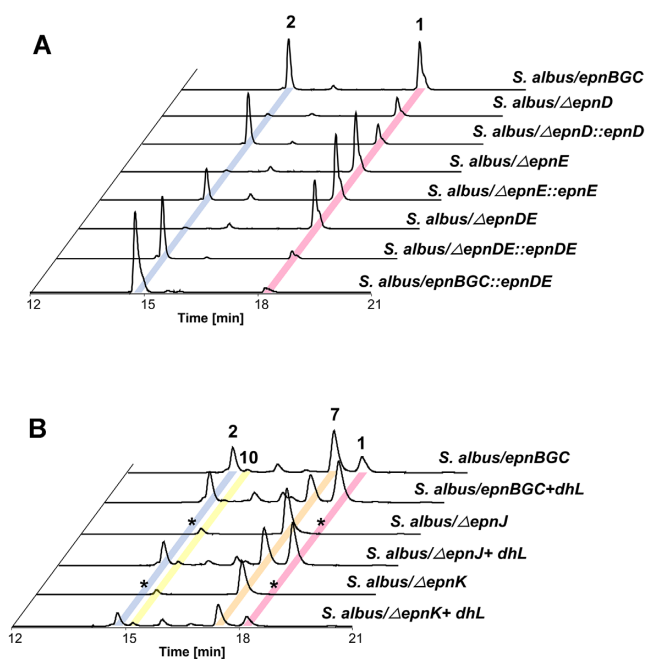 A
2 1
S. albus/epnBGC
S. albus/△epnD
S. albus/△epnD::epnD
S. albus/△epnE
S. albus/△epnE::epnE
S. albus/△epnDE
S. albus/△epnDE::epnDE
S. albus/epnBGC::epnDE
12 15 18 21
Time [min]
B
2 10 7 1
S. albus/epnBGC
S. albus/epnBGC+dhL
* * S. albus/△epnJ
S. albus/△epnJ+ dhL
* * S. albus/△epnK
S. albus/△epnK+ dhL
12 15 18 21
Time [min]